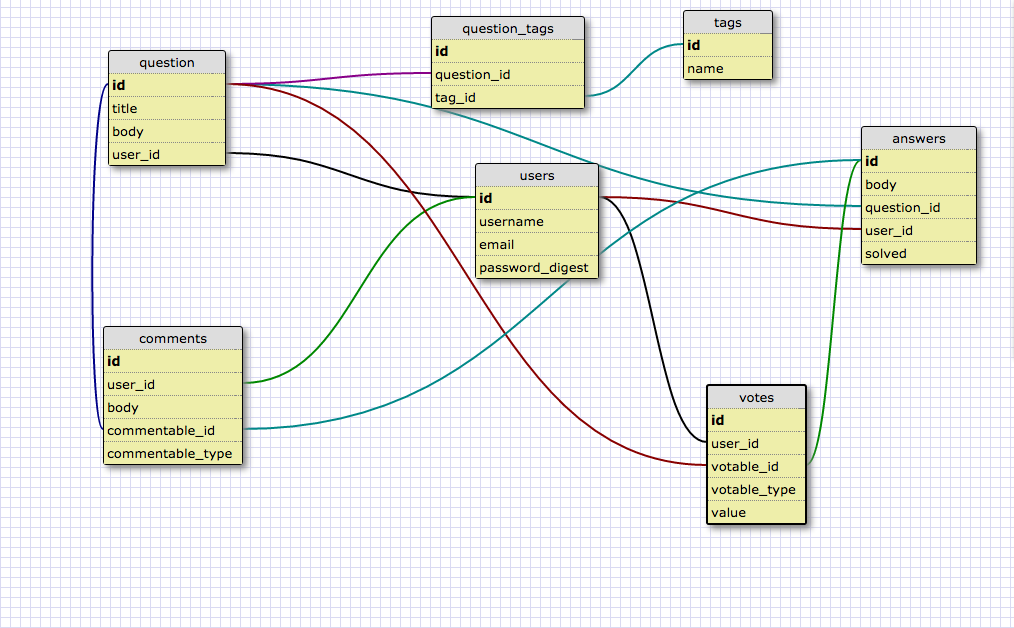 question
id
title
body
user_id
question_tags
id
question_id
tag_id
tags
id
name
users
id
username
email
password_digest
answers
id
body
question_id
user_id
solved
comments
id
user_id
body
commentable_id
commentable_type
votes
id
user_id
votable_id
votable_type
value